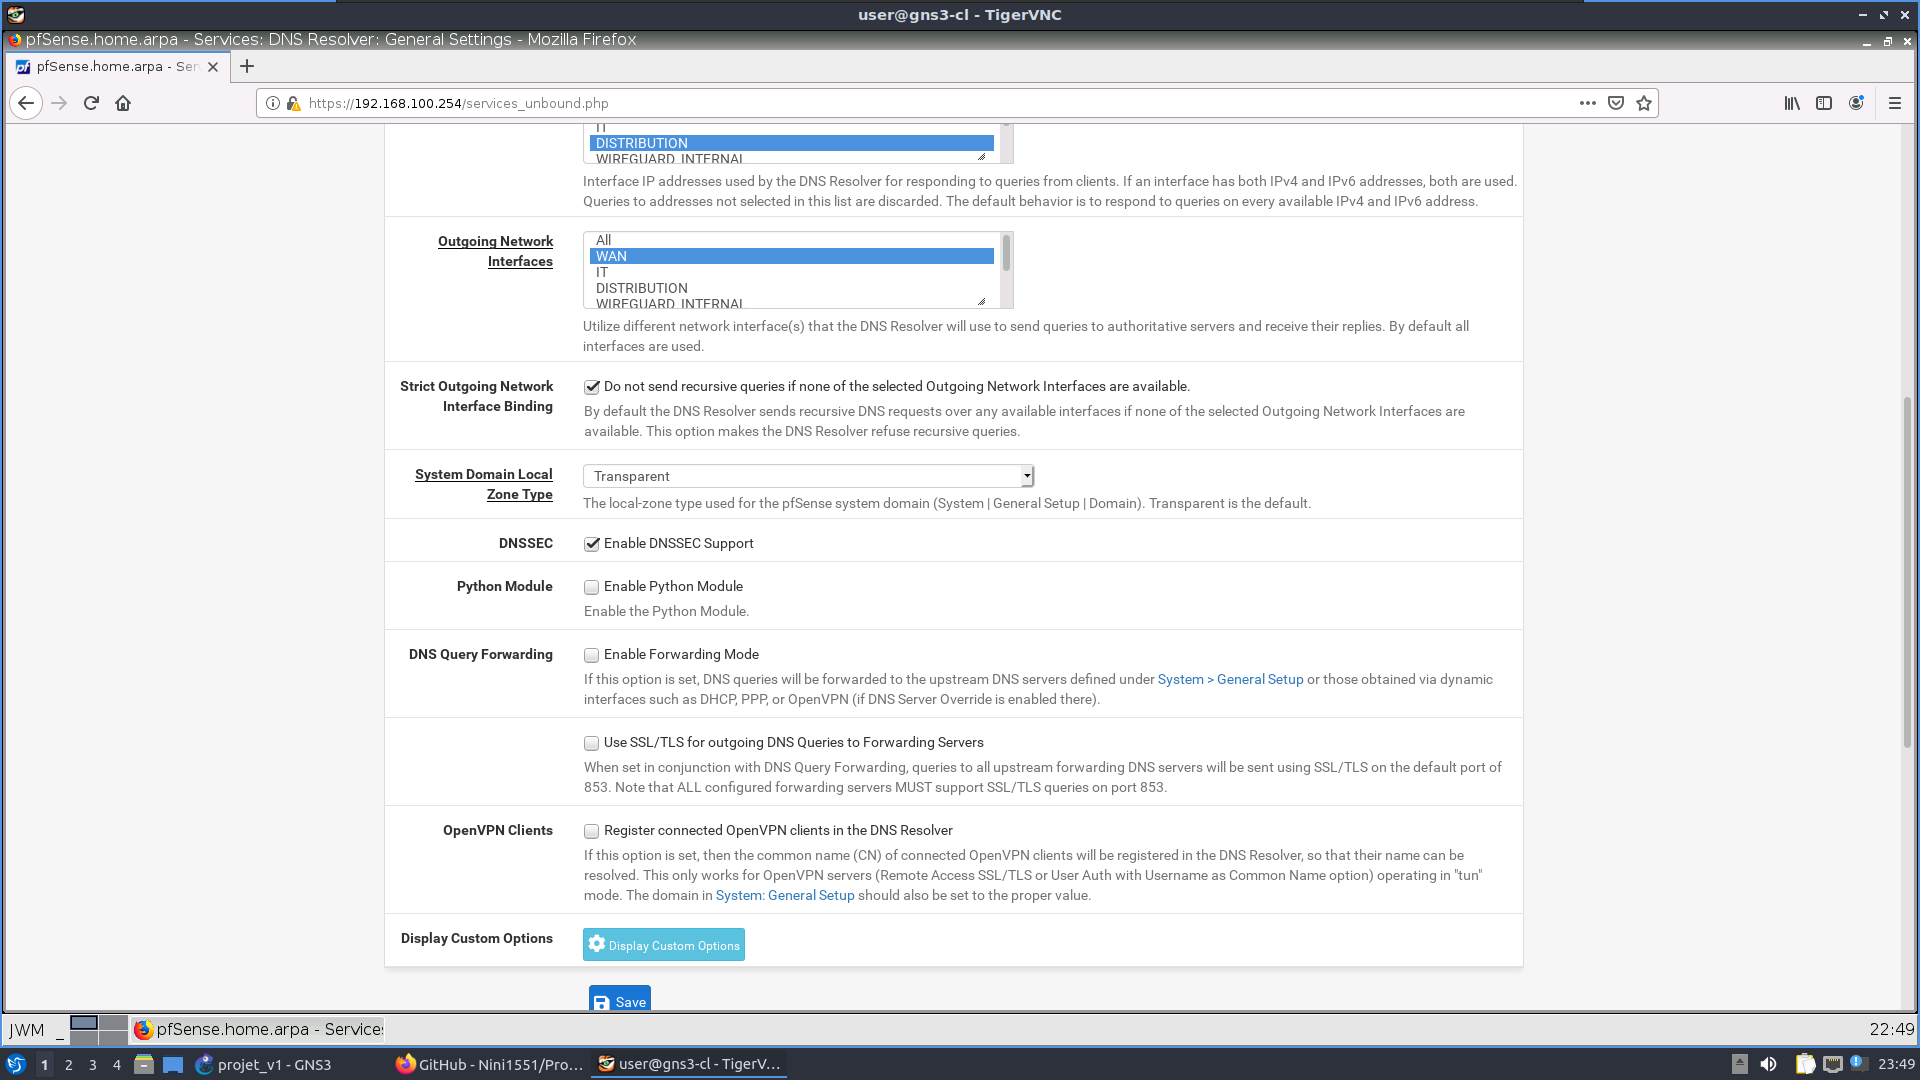 user@gns3-cl - TigerVNC
pfSense.home.arpa - Services: DNS Resolver: General Settings - Mozilla Firefox
pfSense.home.arpa - Ser
https://192.168.100.254/services_unbound.php
IT
DISTRIBUTION
WIREGUARD_INTERNAL
Interface IP addresses used by the DNS Resolver for responding to queries from clients. If an interface has both IPv4 and IPv6 addresses, both are used.
Queries to addresses not selected in this list are discarded. The default behavior is to respond to queries on every available IPv4 and IPv6 address.
Outgoing Network
Interfaces
All
WAN
IT
DISTRIBUTION
WIREGUARD_INTERNAL
Utilize different network interface(s) that the DNS Resolver will use to send queries to authoritative servers and receive their replies. By default all
interfaces are used.
Strict Outgoing Network
Interface Binding
Do not send recursive queries if none of the selected Outgoing Network Interfaces are available.
By default the DNS Resolver sends recursive DNS requests over any available interfaces if none of the selected Outgoing Network Interfaces are
available. This option makes the DNS Resolver refuse recursive queries.
System Domain Local
Zone Type
Transparent
The local-zone type used for the pfSense system domain (System | General Setup | Domain). Transparent is the default.
DNSSEC
Enable DNSSEC Support
Python Module
Enable Python Module
Enable the Python Module.
DNS Query Forwarding
Enable Forwarding Mode
If this option is set, DNS queries will be forwarded to the upstream DNS servers defined under System > General Setup or those obtained via dynamic
interfaces such as DHCP, PPP, or OpenVPN (if DNS Server Override is enabled there).
Use SSL/TLS for outgoing DNS Queries to Forwarding Servers
When set in conjunction with DNS Query Forwarding, queries to all upstream forwarding DNS servers will be sent using SSL/TLS on the default port of
853. Note that ALL configured forwarding servers MUST support SSL/TLS queries on port 853.
OpenVPN Clients
Register connected OpenVPN clients in the DNS Resolver
If this option is set, then the common name (CN) of connected OpenVPN clients will be registered in the DNS Resolver, so that their name can be
resolved. This only works for OpenVPN servers (Remote Access SSL/TLS or User Auth with Username as Common Name option) operating in "tun"
mode. The domain in System: General Setup should also be set to the proper value.
Display Custom Options
Display Custom Options
Save
JWM
pfSense.home.arpa - Services
22:49
1 2 3 4
projet_v1 - GNS3
GitHub - Nini1551/Pro...
user@gns3-cl - TigerV...
23:49